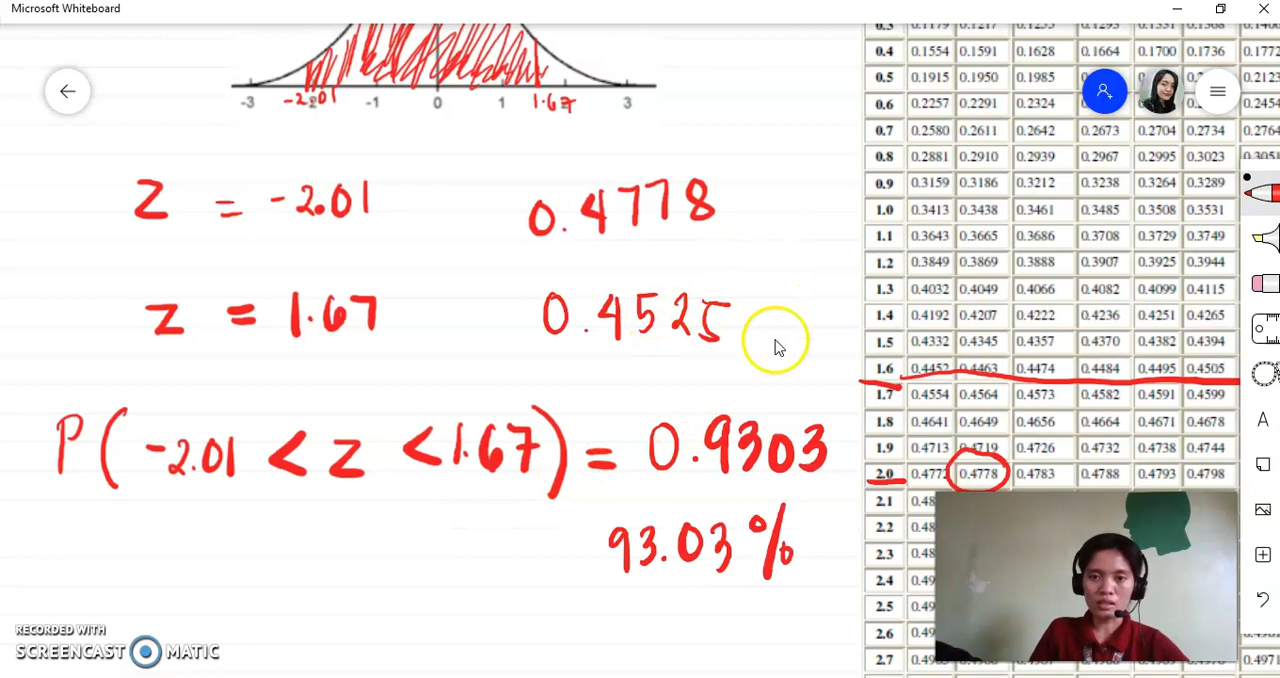 Microsoft Whiteboard
-3 -2.01 -1 0 1 1.67 3
z = -2.01 0.4778
z = 1.67 0.4525
P( -2.01 < z < 1.67) = 0.9303
93.03 %
RECORDED WITH
SCREENCAST MATIC
0.4 0.1554 0.1591 0.1628 0.1664 0.1700 0.1736 0.1772
0.5 0.1915 0.1950 0.1985 0.2123
0.6 0.2257 0.2291 0.2324 0.2454
0.7 0.2580 0.2611 0.2642 0.2673 0.2704 0.2734 0.2764
0.8 0.2881 0.2910 0.2939 0.2967 0.2995 0.3023 0.3051
0.9 0.3159 0.3186 0.3212 0.3238 0.3264 0.3289
1.0 0.3413 0.3438 0.3461 0.3485 0.3508 0.3531
1.1 0.3643 0.3665 0.3686 0.3708 0.3729 0.3749
1.2 0.3849 0.3869 0.3888 0.3907 0.3925 0.3944
1.3 0.4032 0.4049 0.4066 0.4082 0.4099 0.4115
1.4 0.4192 0.4207 0.4222 0.4236 0.4251 0.4265
1.5 0.4332 0.4345 0.4357 0.4370 0.4382 0.4394
1.6 0.4452 0.4463 0.4474 0.4484 0.4495 0.4505
1.7 0.4554 0.4564 0.4573 0.4582 0.4591 0.4599
1.8 0.4641 0.4649 0.4656 0.4664 0.4671 0.4678
1.9 0.4713 0.4719 0.4726 0.4732 0.4738 0.4744
2.0 0.4772 0.4778 0.4783 0.4788 0.4793 0.4798
2.1
2.2
2.3
2.4
2.5
2.6
2.7
A